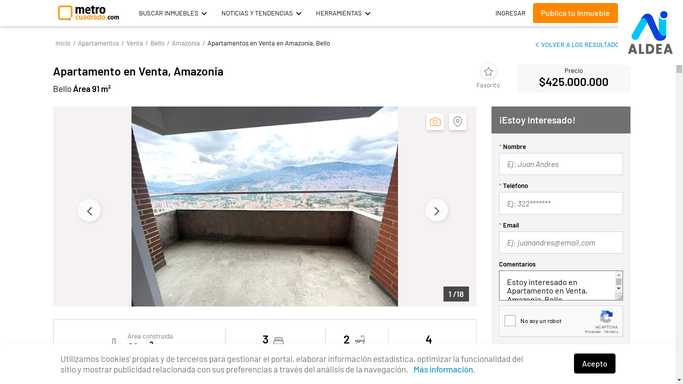 metro
cuadrado.com
BUSCAR INMUEBLES
NOTICIAS Y TENDENCIAS
HERRAMIENTAS
INGRESAR
Publica tu Inmueble
ALDEA
Inicio / Apartamentos / Venta / Bello / Amazonia / Apartamentos en Venta en Amazonia, Bello
< VOLVER A LOS RESULTADO
Apartamento en Venta, Amazonia
Bello Área 91 m²
Favorito
Precio
$425.000.000
¡Estoy Interesado!
* Nombre
Ej: Juan Andres
* Teléfono
Ej: 322*******
* Email
Ej: juanandres@email.com
Comentarios
Estoy interesado en
Apartamento en Venta,
Amazonia, Bello
1 /18
No soy un robot
reCAPTCHA
Privacidad - Términos
Área construida
3
2
4
Utilizamos 'cookies' propias y de terceros para gestionar el portal, elaborar información estadística, optimizar la funcionalidad del
sitio y mostrar publicidad relacionada con sus preferencias a través del análisis de la navegación. Más información.
Acepto